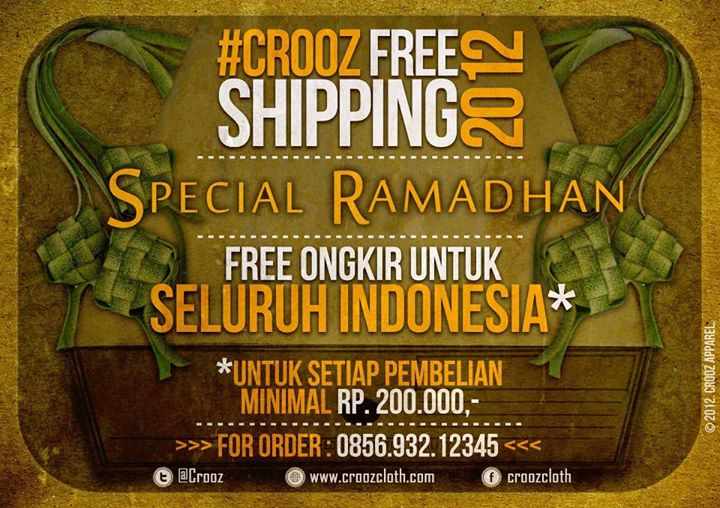 #CROOZ FREE
SHIPPING 2012
SPECIAL RAMADHAN
FREE ONGKIR UNTUK
SELURUH INDONESIA*
*UNTUK SETIAP PEMBELIAN
MINIMAL RP. 200.000,-
>>> FOR ORDER : 0856.932.12345 <<<
@Crooz www.croozcloth.com croozcloth
© 2012. CROOZ APPAREL.